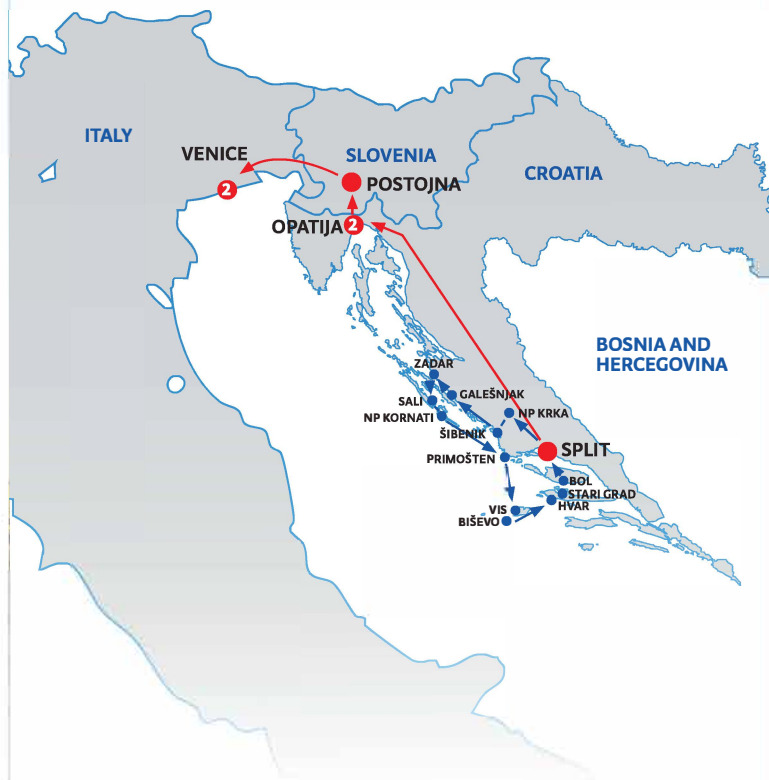 ITALY
VENICE
SLOVENIA
CROATIA
2
POSTOJNA
OPATIJA 2
BOSNIA AND
HERCEGOVINA
ZADAR
GALEŠNJAK
SALI
NP KORNATI
NP KRKA
ŠIBENIK
SPLIT
PRIMOŠTEN
BOL
STARI GRAD
HVAR
VIS
BIŠEVO